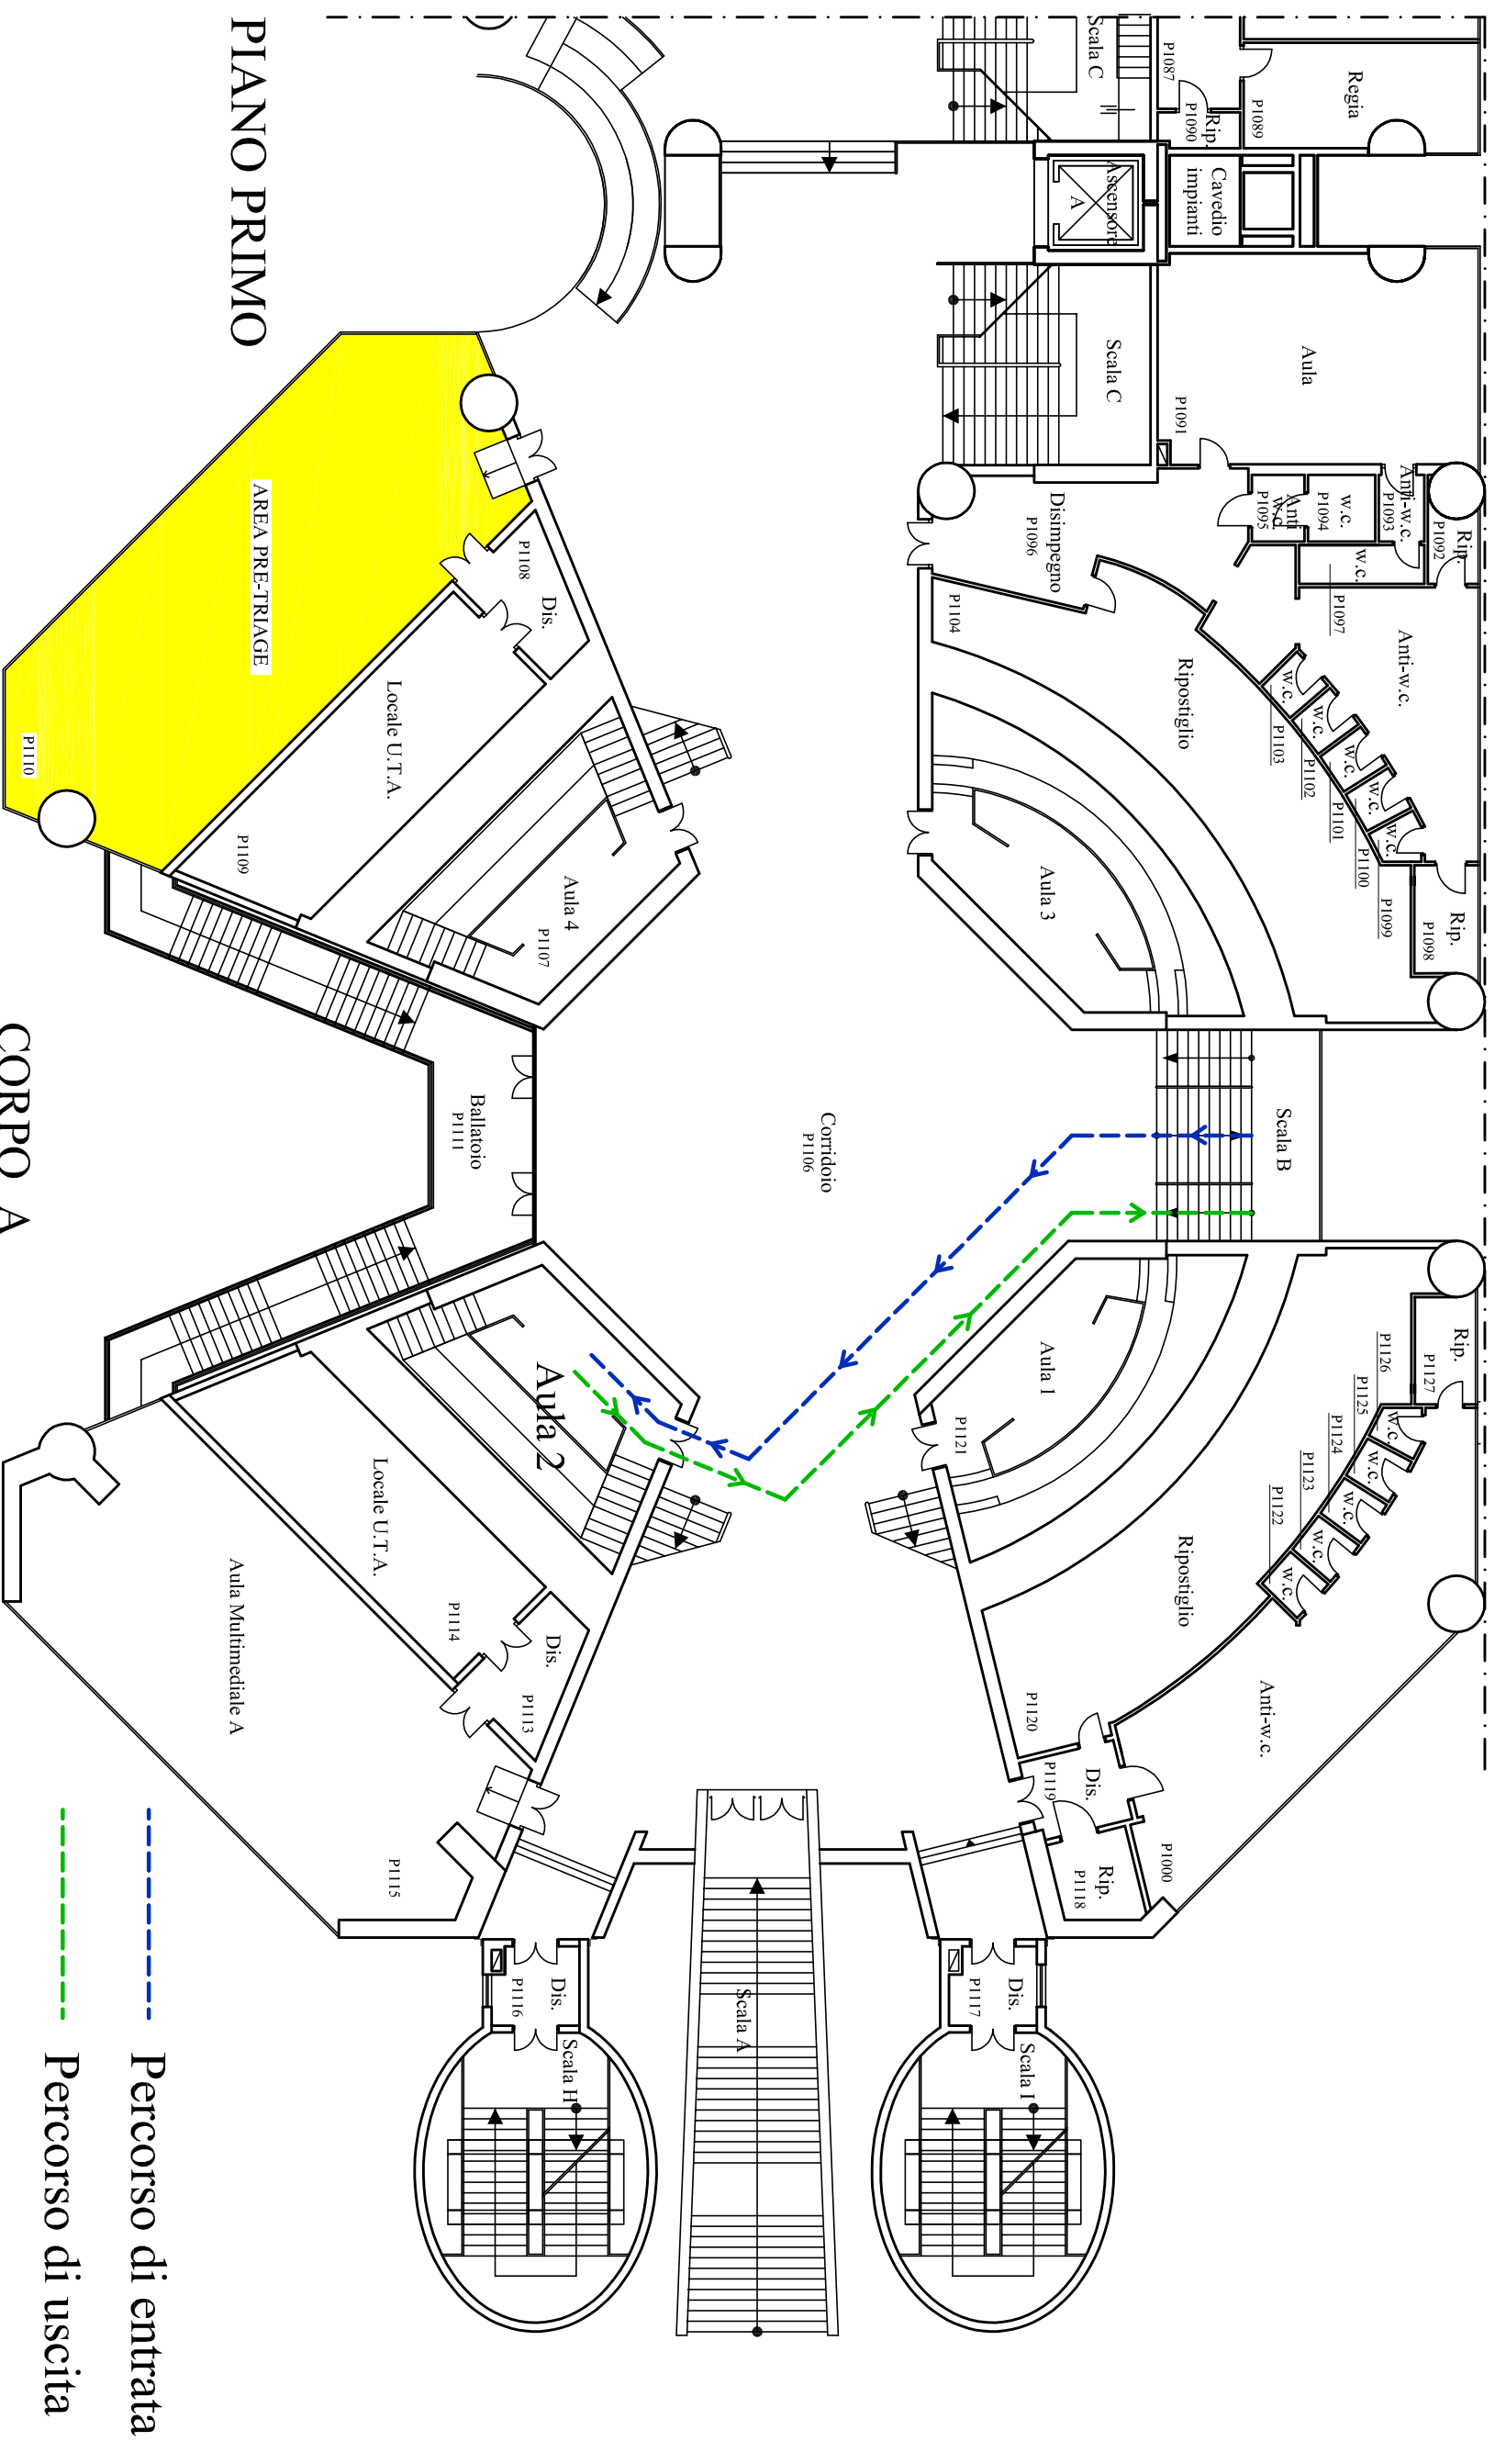 PIANO PRIMO
CORPO A
Scala C
P1087
Rip.
P1090
P1089
Regia
Ascensore
A
Cavedio
impianti
Scala C
Aula
P1091
Disimpegno
P1096
Anti
w.c.
P1095
w.c.
P1094
Anti-w.c.
P1093
Rip.
P1092
w.c.
P1097
Anti-w.c.
P1104
Ripostiglio
w.c.
P1103
w.c.
P1102
w.c.
P1101
w.c.
P1100
w.c.
P1099
Rip.
P1098
Aula 3
AREA PRE-TRIAGE
P1110
P1108
Dis.
Locale U.T.A.
P1109
Aula 4
P1107
Ballatoio
P1111
Corridoio
P1106
Scala B
Aula 1
P1121
Rip.
P1127
P1126
P1125
P1124
P1123
P1122
w.c.
w.c.
w.c.
w.c.
w.c.
Ripostiglio
P1120
Anti-w.c.
Aula 2
Locale U.T.A.
P1114
Dis.
P1113
Aula Multimediale A
P1115
Dis.
P1119
Rip.
P1118
P1000
Dis.
P1116
Scala H
Scala A
Dis.
P1117
Scala I
Percorso di entrata
Percorso di uscita